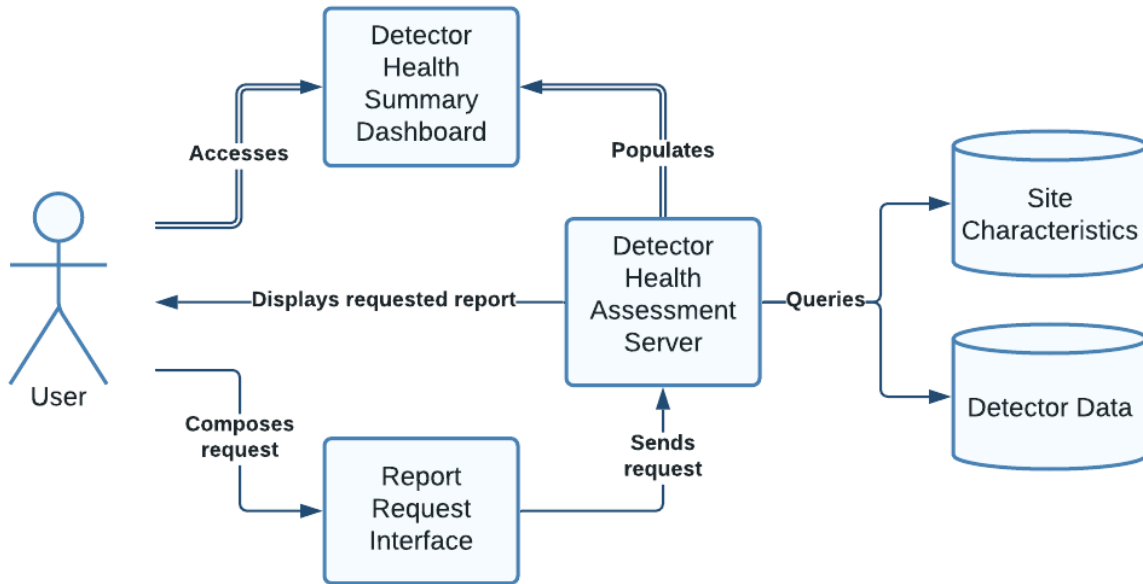 Detector
Health
Summary
Dashboard
Accesses
Populates
Site
Characteristics
Detector
Health
Assessment
Server
Displays requested report
Queries
User
Detector Data
Composes
request
Sends
request
Report
Request
Interface